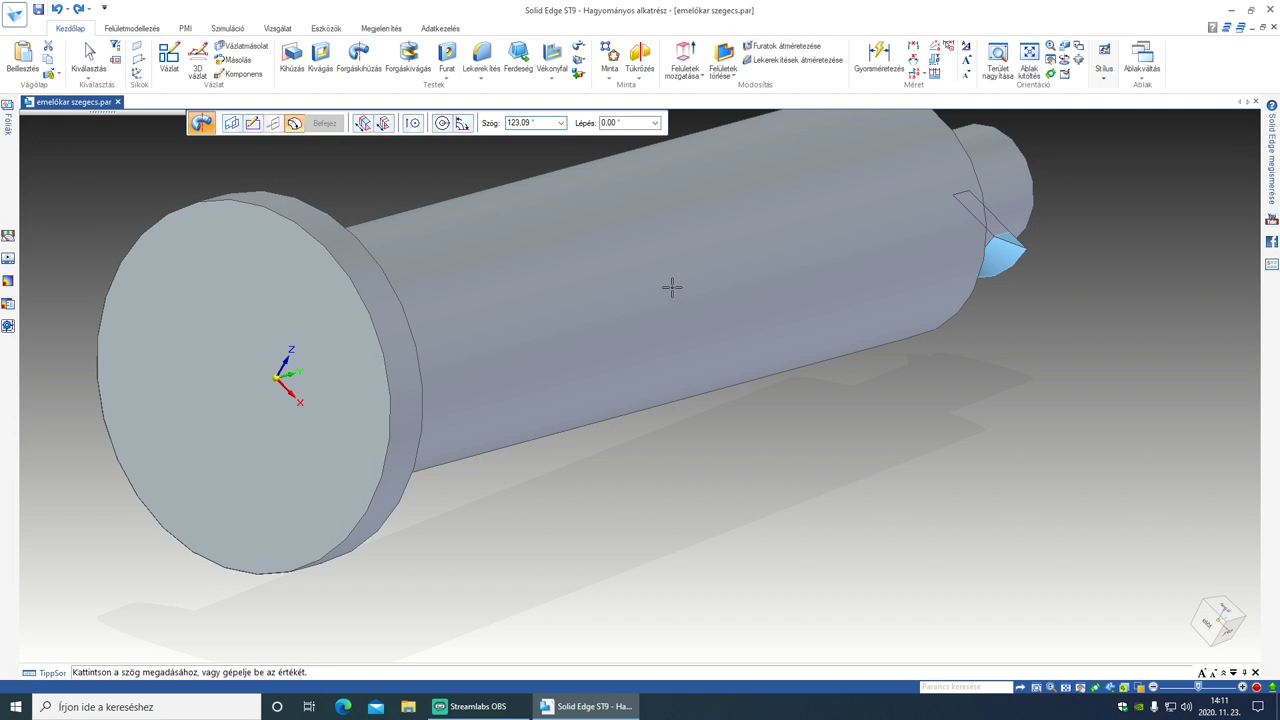 Solid Edge ST9 - Hagyományos alkatrész - [emelőkar szegecs.par]
Kezdőlap
Felületmodellezés
PMI
Szimuláció
Vizsgálat
Eszközök
Megjelenítés
Adatkezelés
Beillesztés
Kiválasztás
Vázlat
3D vázlat
Vázlatmásolat
Másolás
Komponens
Kihúzás
Kivágás
Forgáskihúzás
Forgáskivágás
Furat
Lekerek ítés
Ferdeség
Vékonyfal
Minta
Tükrözés
Felületek mozgatása
Felületek törlése
Furatok átméretezése
Lekerek ítések átméretezése
Gyorsméretezés
Terület nagyítása
Ablak kitöltés
Stílus
Ablakváltás
Vágólap
Kiválasztás
Síkok
Vázlat
Testek
Minta
Módosítás
Méret
Orientáció
Ablak
emelőkar szegecs.par
Fóliák
Befejez
Szög:
123.09 °
Lépés:
0.00 °
Solid Edge megismerése
Z
Y
X
TippSor
Kattintson a szög megadásához, vagy gépelje be az értékét.
Parancs keresése
Írjon ide a kereséshez
Streamlabs OBS
Solid Edge ST9 - Ha...
14:11
2020. 11. 23.